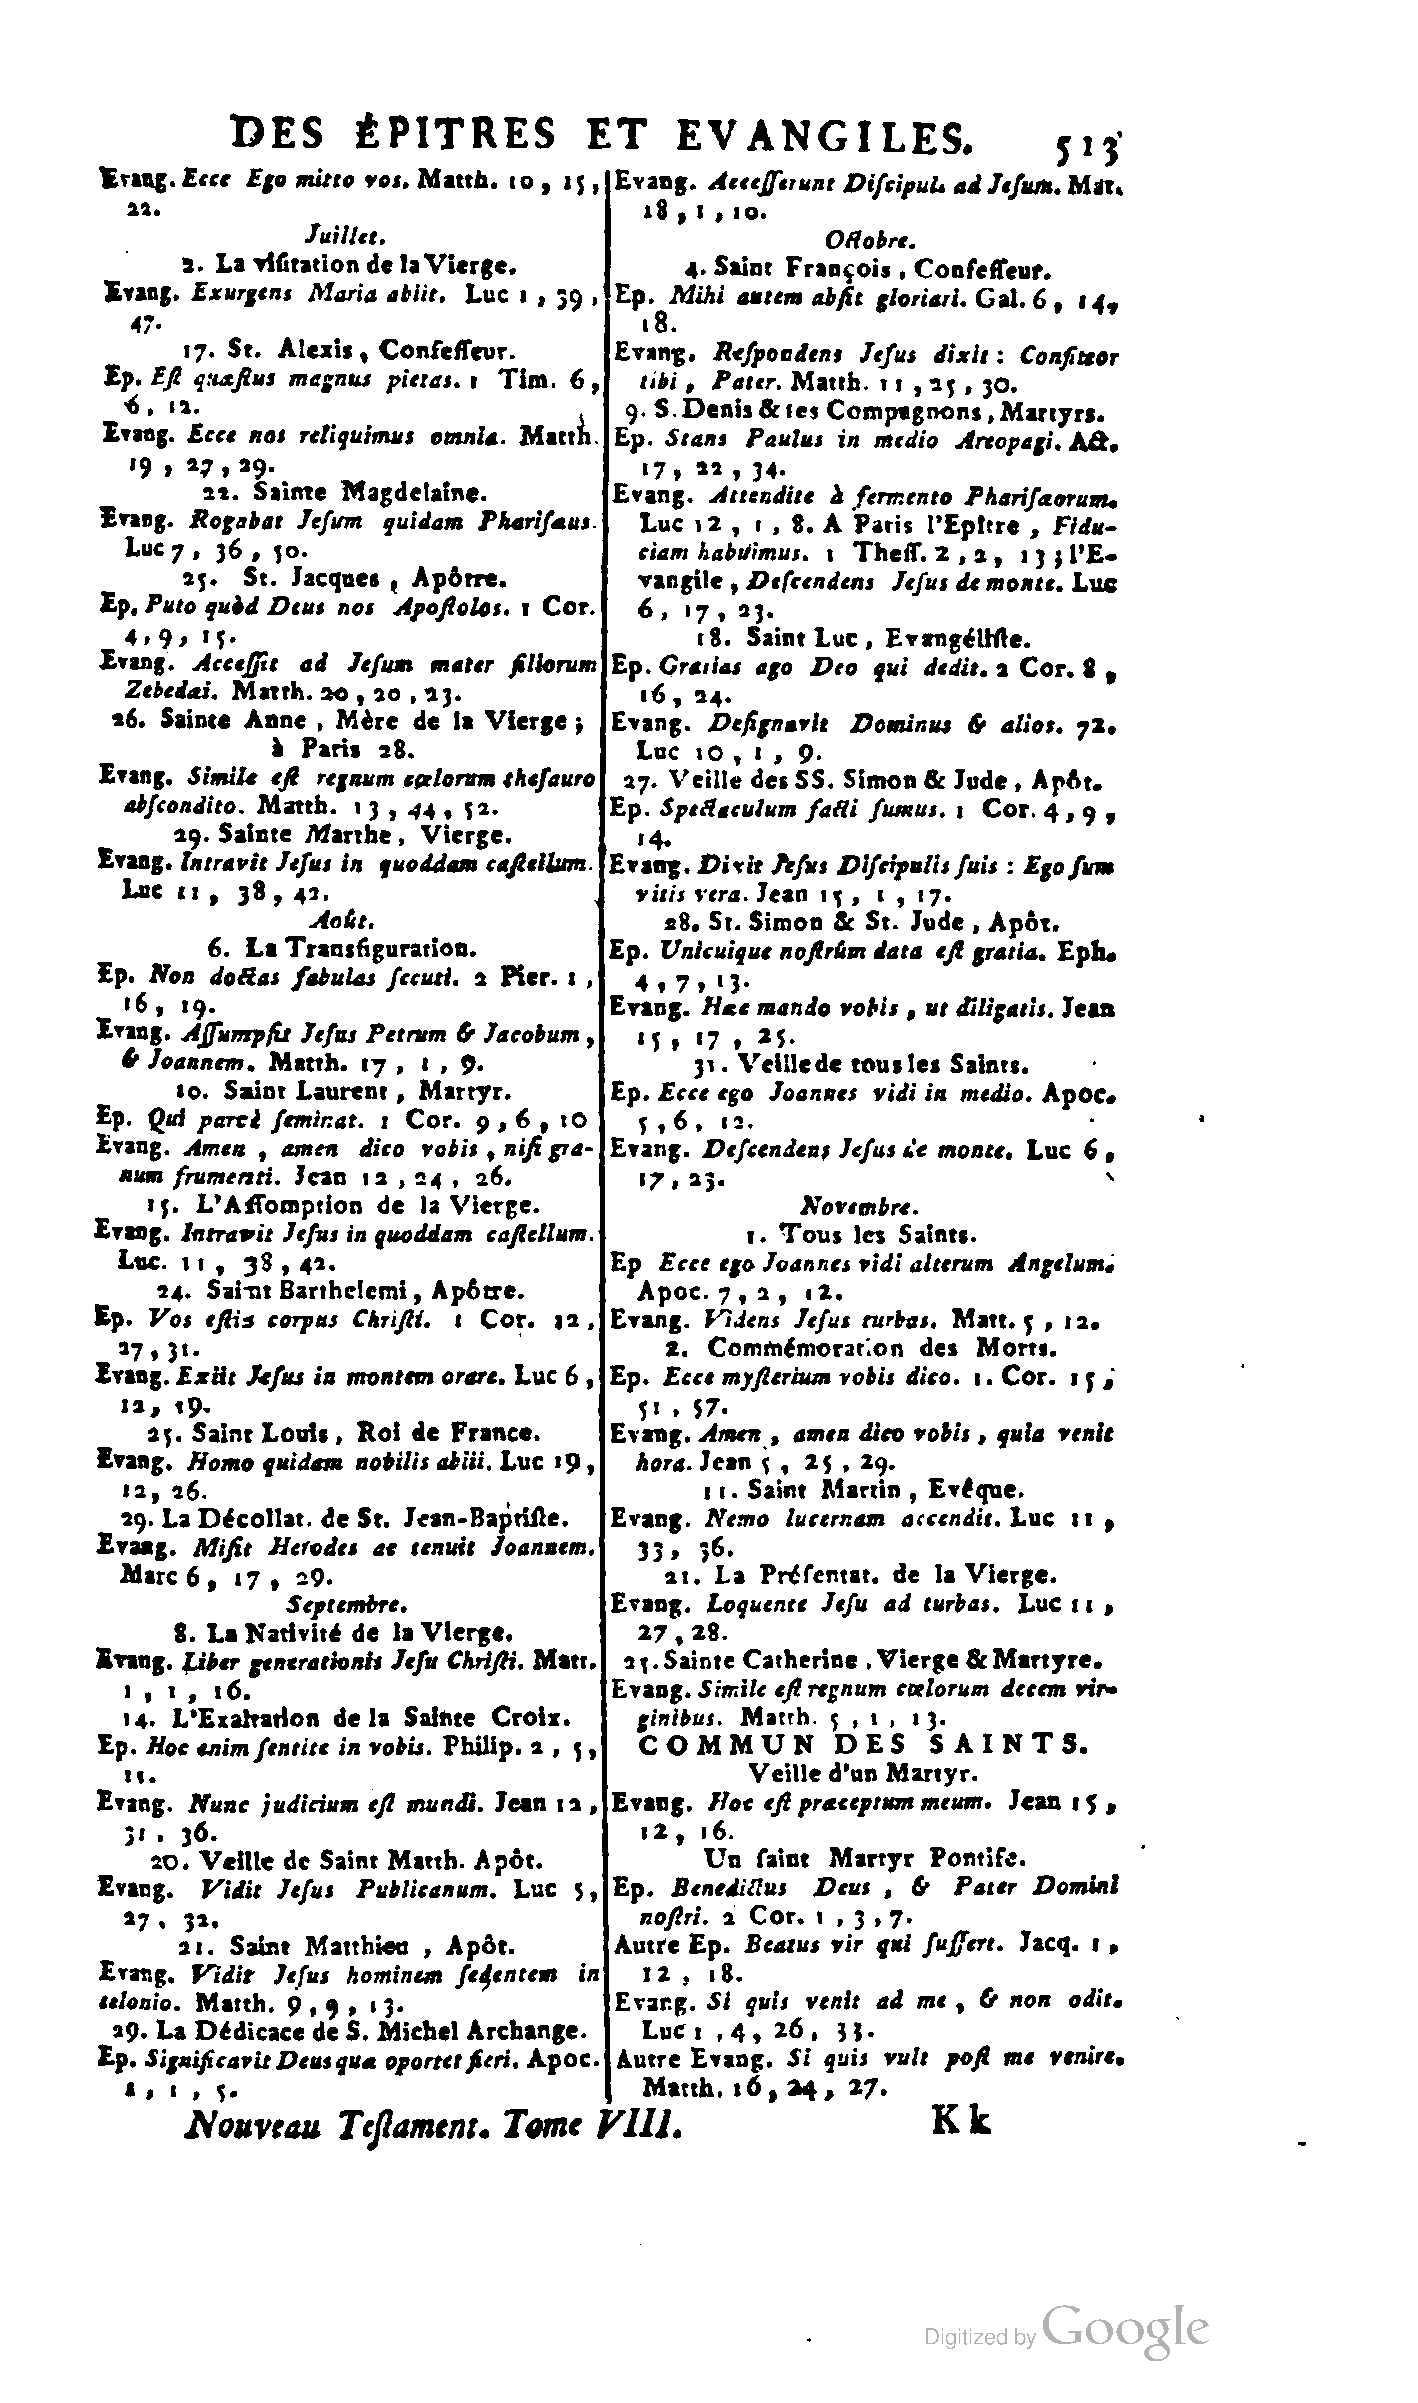 DES ÉPITRES ET EVANGILES. 513
Evang. Ecce Ego mitto vos. Matth. 10, 15,
22.
Juillet.
2. La visitation de la Vierge.
Evang. Exurgens Maria abiit. Luc 1, 39,
47.
17. St. Alexis, Confesseur.
Ep. Est quæstus magnus pietas. 1 Tim. 6,
6, 12.
Evang. Ecce nos reliquimus omnia. Matth.
19, 27, 29.
22. Sainte Magdelaine.
Evang. Rogabat Jesum quidam Pharisæus.
Luc 7, 36, 50.
25. St. Jacques, Apôtre.
Ep. Puto quòd Deus nos Apostolos. 1 Cor.
4, 9, 15.
Evang. Accessit ad Jesum mater filiorum
Zebedæi. Matth. 20, 20, 23.
26. Sainte Anne, Mère de la Vierge;
à Paris 28.
Evang. Simile est regnum cœlorum thesauro
abscondito. Matth. 13, 44, 52.
29. Sainte Marthe, Vierge.
Evang. Intravit Jesus in quoddam castellum.
Luc 11, 38, 42.
Août.
6. La Transfiguration.
Ep. Non doctas fabulas secuti. 2 Pier. 1,
16, 19.
Evang. Assumpsit Jesus Petrum & Jacobum,
& Joannem. Matth. 17, 1, 9.
10. Saint Laurent, Martyr.
Ep. Qui parcè seminat. 1 Cor. 9, 6, 10
Evang. Amen, amen dico vobis, nisi gra-
num frumenti. Jean 12, 24, 26.
15. L'Assomption de la Vierge.
Evang. Intravit Jesus in quoddam castellum.
Luc. 11, 38, 42.
24. Saint Barthelemi, Apôtre.
Ep. Vos estis corpus Christi. 1 Cor. 12,
27, 31.
Evang. Exiit Jesus in montem orare. Luc 6,
12, 19.
25. Saint Louis, Roi de France.
Evang. Homo quidam nobilis abiii. Luc 19,
12, 26.
29. La Décollat. de St. Jean-Baptiste.
Evang. Misit Herodes ac tenuit Joannem.
Marc 6, 17, 29.
Septembre.
8. La Nativité de la Vierge.
Evang. Liber generationis Jesu Christi. Matt.
1, 1, 16.
14. L'Exaltation de la Sainte Croix.
Ep. Hoc enim sentite in vobis. Philip. 2, 5,
11.
Evang. Nunc judicium est mundi. Jean 12,
31, 36.
20. Veille de Saint Matth. Apôt.
Evang. Vidit Jesus Publicanum. Luc 5,
27, 32.
21. Saint Matthieu, Apôt.
Evang. Vidit Jesus hominem sedentem in
telonio. Matth. 9, 9, 13.
29. La Dédicace de S. Michel Archange.
Ep. Significavit Deus quæ oportet fieri. Apoc.
1, 1, 5.
Evang. Accesserunt Discipuli ad Jesum. Mat.
18, 1, 10.
Octobre.
4. Saint François, Confesseur.
Ep. Mihi autem absit gloriari. Gal. 6, 14,
18.
Evang. Respondens Jesus dixit: Confiteor
tibi, Pater. Matth. 11, 25, 30.
9. S. Denis & ses Compagnons, Martyrs.
Ep. Stans Paulus in medio Areopagi. Act.
17, 22, 34.
Evang. Attendite à fermento Pharisæorum.
Luc 12, 1, 8. A Paris l'Epître, Fidu-
ciam habuimus. 1 Thess. 2, 2, 13; l'E-
vangile, Descendens Jesus de monte. Luc
6, 17, 23.
18. Saint Luc, Evangéliste.
Ep. Gratias ago Deo qui dedit. 2 Cor. 8,
16, 24.
Evang. Designavit Dominus & alios. 72.
Luc 10, 1, 9.
27. Veille des SS. Simon & Jude, Apôt.
Ep. Spectaculum facti sumus. 1 Cor. 4, 9,
14.
Evang. Dixit Jesus Discipulis suis: Ego sum
vitis vera. Jean 15, 1, 17.
28. St. Simon & St. Jude, Apôt.
Ep. Unicuique nostrûm data est gratia. Eph.
4, 7, 13.
Evang. Hæc mando vobis, ut diligatis. Jean
15, 17, 25.
31. Veille de tous les Saints.
Ep. Ecce ego Joannes vidi in medio. Apoc.
5, 6, 12.
Evang. Descendens Jesus de monte. Luc 6,
17, 23.
Novembre.
1. Tous les Saints.
Ep Ecce ego Joannes vidi alterum Angelum.
Apoc. 7, 2, 12.
Evang. Videns Jesus turbas. Matt. 5, 12.
2. Commémoration des Morts.
Ep. Ecce mysterium vobis dico. 1. Cor. 15,
51, 57.
Evang. Amen, amen dico vobis, quia venit
hora. Jean 5, 25, 29.
11. Saint Martin, Evêque.
Evang. Nemo lucernam accendit. Luc 11,
33, 36.
21. La Présentat. de la Vierge.
Evang. Loquente Jesu ad turbas. Luc 11,
27, 28.
25. Sainte Catherine, Vierge & Martyre.
Evang. Simile est regnum cœlorum decem vir-
ginibus. Matth. 5, 1, 13.
COMMUN DES SAINTS.
Veille d'un Martyr.
Evang. Hoc est præceptum meum. Jean 15,
12, 16.
Un saint Martyr Pontife.
Ep. Benedictus Deus, & Pater Domini
nostri. 2 Cor. 1, 3, 7.
Autre Ep. Beatus vir qui suffert. Jacq. 1,
12, 18.
Evang. Si quis venit ad me, & non odit.
Luc 1, 4, 26, 33.
Autre Evang. Si quis vult post me venire.
Matth. 16, 24, 27.
Nouveau Testament. Tome VIII. Kk
Digitized by Google